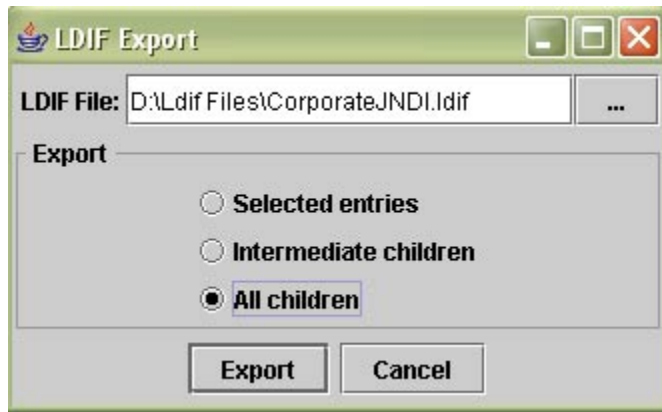 LDIF Export
LDIF File: D:\Ldif Files\CorporateJNDI.ldif ...
Export
Selected entries
Intermediate children
All children
Export Cancel